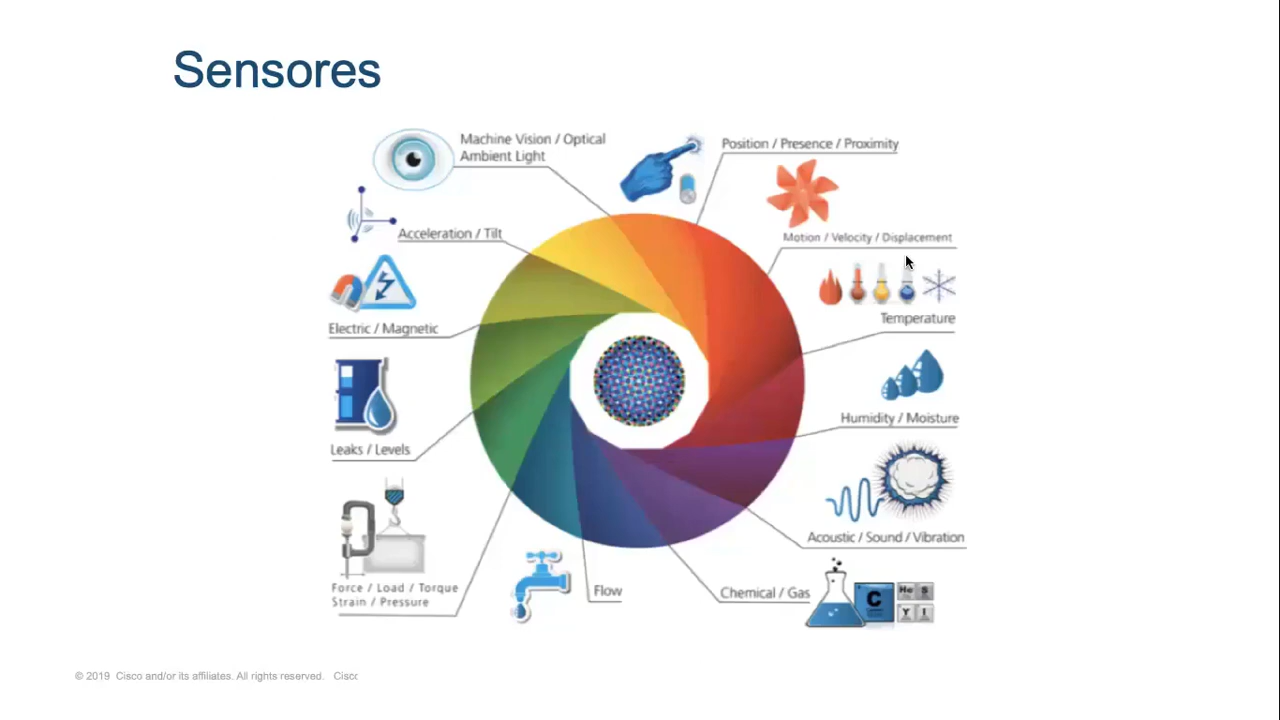 Sensores
Machine Vision / Optical
Ambient Light
Position / Presence / Proximity
Acceleration / Tilt
Motion / Velocity / Displacement
Electric / Magnetic
Temperature
Leaks / Levels
Humidity / Moisture
Force / Load / Torque
Strain / Pressure
Flow
Chemical / Gas
Acoustic / Sound / Vibration
C
He S
Y I
© 2019 Cisco and/or its affiliates. All rights reserved. Cisc